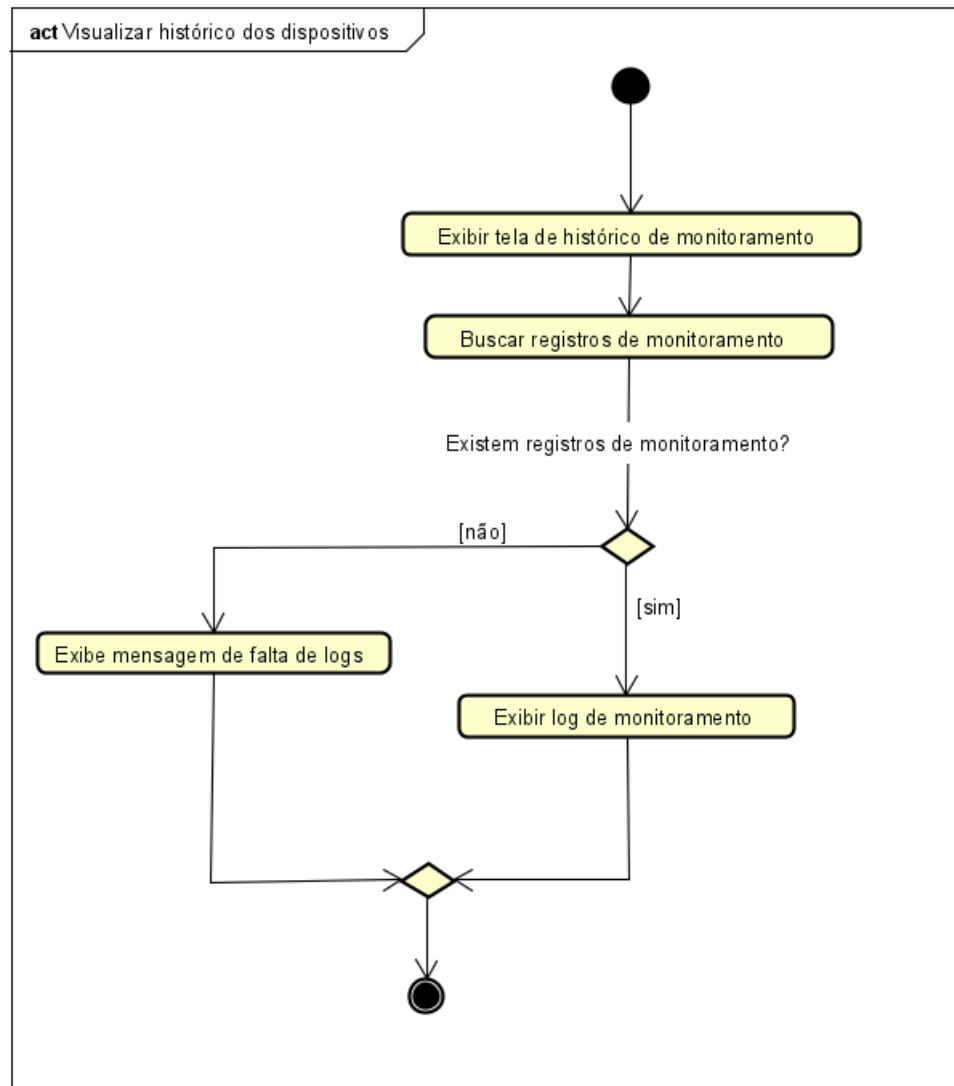 act Visualizar histórico dos dispositivos
Exibir tela de histórico de monitoramento
Buscar registros de monitoramento
Existem registros de monitoramento?
[não]
[sim]
Exibe mensagem de falta de logs
Exibir log de monitoramento